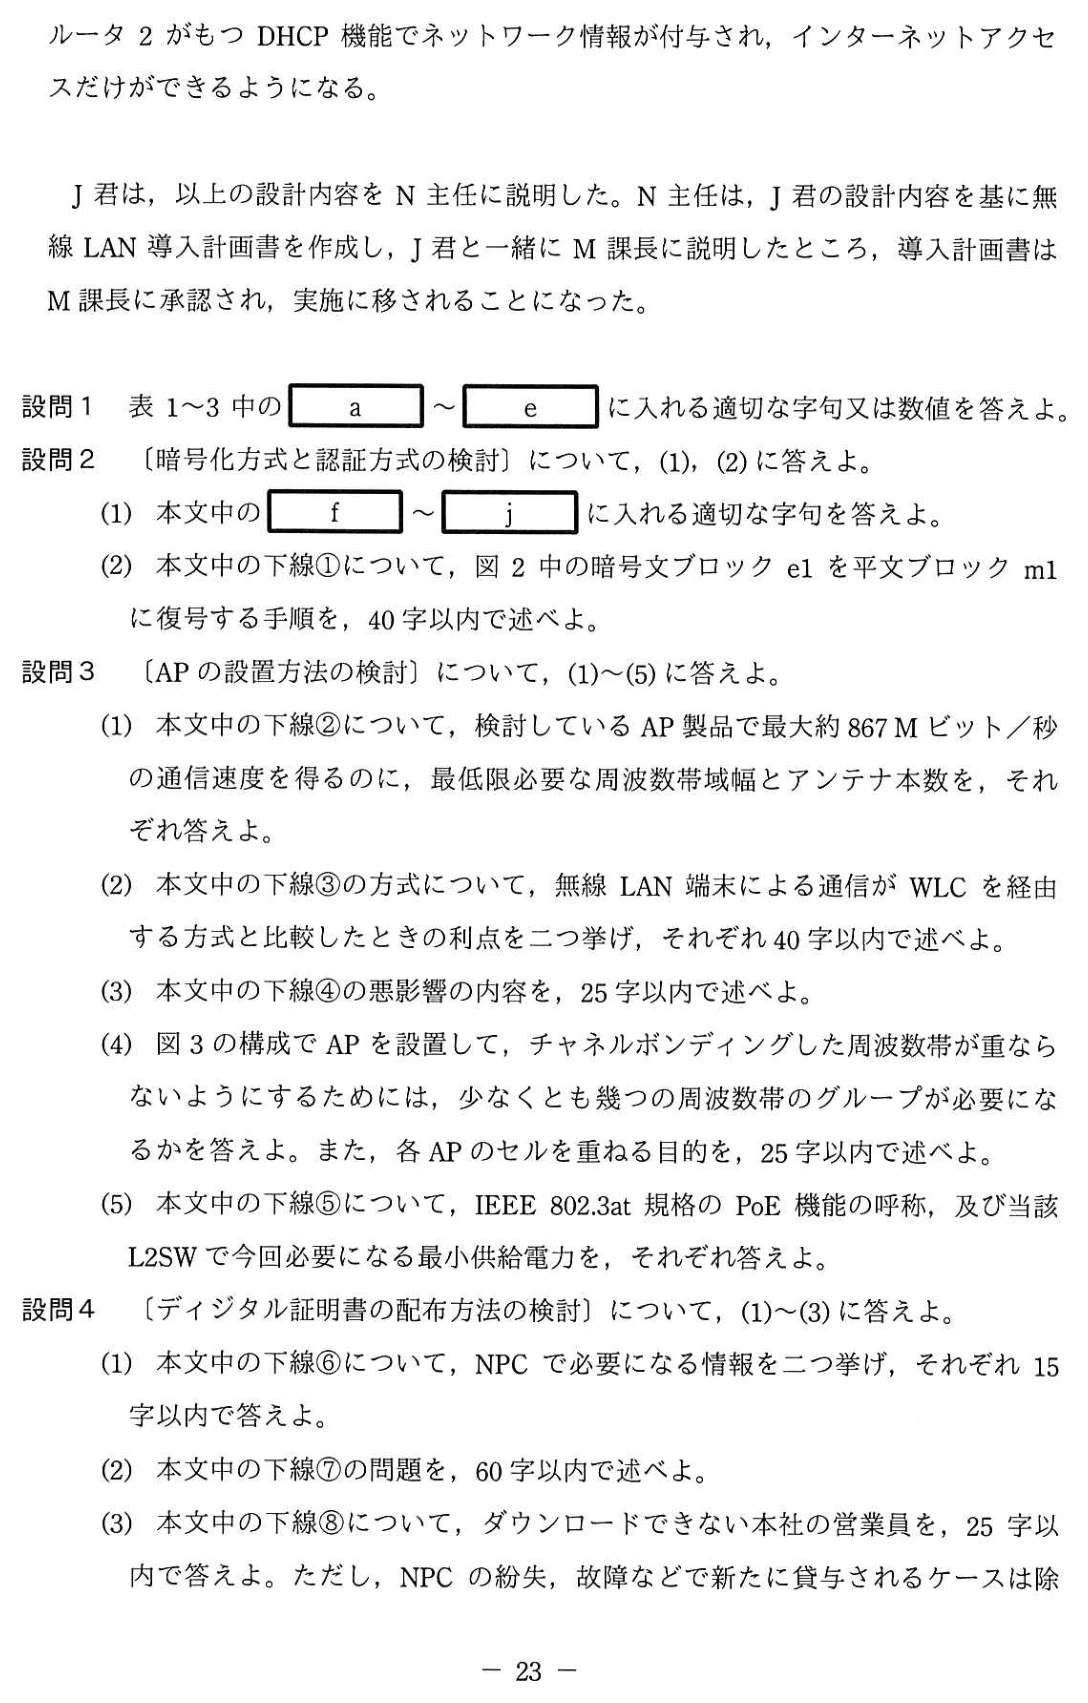 ルータ 2 がもつ DHCP 機能でネットワーク情報が付与され，インターネットアクセ
スだけができるようになる。
J 君は，以上の設計内容を N 主任に説明した。N 主任は，J 君の設計内容を基に無
線 LAN 導入計画書を作成し，J 君と一緒に M 課長に説明したところ，導入計画書は
M 課長に承認され，実施に移されることになった。
設問1 表 1～3 中の a ～ e に入れる適切な字句又は数値を答えよ。
設問2 〔暗号化方式と認証方式の検討〕について，(1)，(2) に答えよ。
(1) 本文中の f ～ j に入れる適切な字句を答えよ。
(2) 本文中の下線①について，図 2 中の暗号文ブロック e1 を平文ブロック m1
に復号する手順を，40 字以内で述べよ。
設問3 〔AP の設置方法の検討〕について，(1)～(5) に答えよ。
(1) 本文中の下線②について，検討している AP 製品で最大約 867 M ビット／秒
の通信速度を得るのに，最低限必要な周波数帯域幅とアンテナ本数を，それ
ぞれ答えよ。
(2) 本文中の下線③の方式について，無線 LAN 端末による通信が WLC を経由
する方式と比較したときの利点を二つ挙げ，それぞれ 40 字以内で述べよ。
(3) 本文中の下線④の悪影響の内容を，25 字以内で述べよ。
(4) 図 3 の構成で AP を設置して，チャネルボンディングした周波数帯が重なら
ないようにするためには，少なくとも幾つの周波数帯のグループが必要にな
るかを答えよ。また，各 AP のセルを重ねる目的を，25 字以内で述べよ。
(5) 本文中の下線⑤について，IEEE 802.3at 規格の PoE 機能の呼称，及び当該
L2SW で今回必要になる最小供給電力を，それぞれ答えよ。
設問4 〔ディジタル証明書の配布方法の検討〕について，(1)～(3) に答えよ。
(1) 本文中の下線⑥について，NPC で必要になる情報を二つ挙げ，それぞれ 15
字以内で答えよ。
(2) 本文中の下線⑦の問題を，60 字以内で述べよ。
(3) 本文中の下線⑧について，ダウンロードできない本社の営業員を，25 字以
内で答えよ。ただし，NPC の紛失，故障などで新たに貸与されるケースは除
－ 23 －